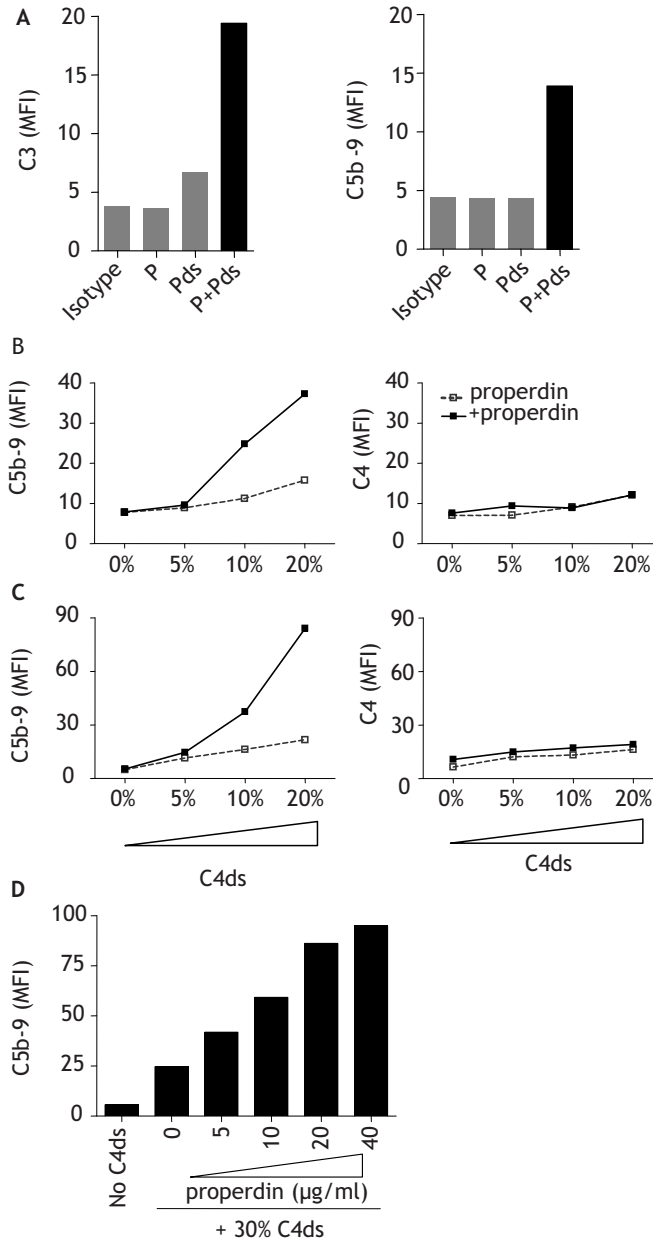 A
C3 (MFI)
20
15
10
5
0
Isotype
P
Pds
P+Pds
C5b-9 (MFI)
20
15
10
5
0
Isotype
P
Pds
P+Pds
B
C5b-9 (MFI)
40
30
20
10
0
0% 5% 10% 20%
C4 (MFI)
40
30
20
10
0
properdin
+properdin
0% 5% 10% 20%
C
C5b-9 (MFI)
90
60
30
0
0% 5% 10% 20%
C4ds
C4 (MFI)
90
60
30
0
0% 5% 10% 20%
C4ds
D
C5b-9 (MFI)
100
75
50
25
0
No C4ds
0
5
10
20
40
properdin (µg/ml)
+ 30% C4ds